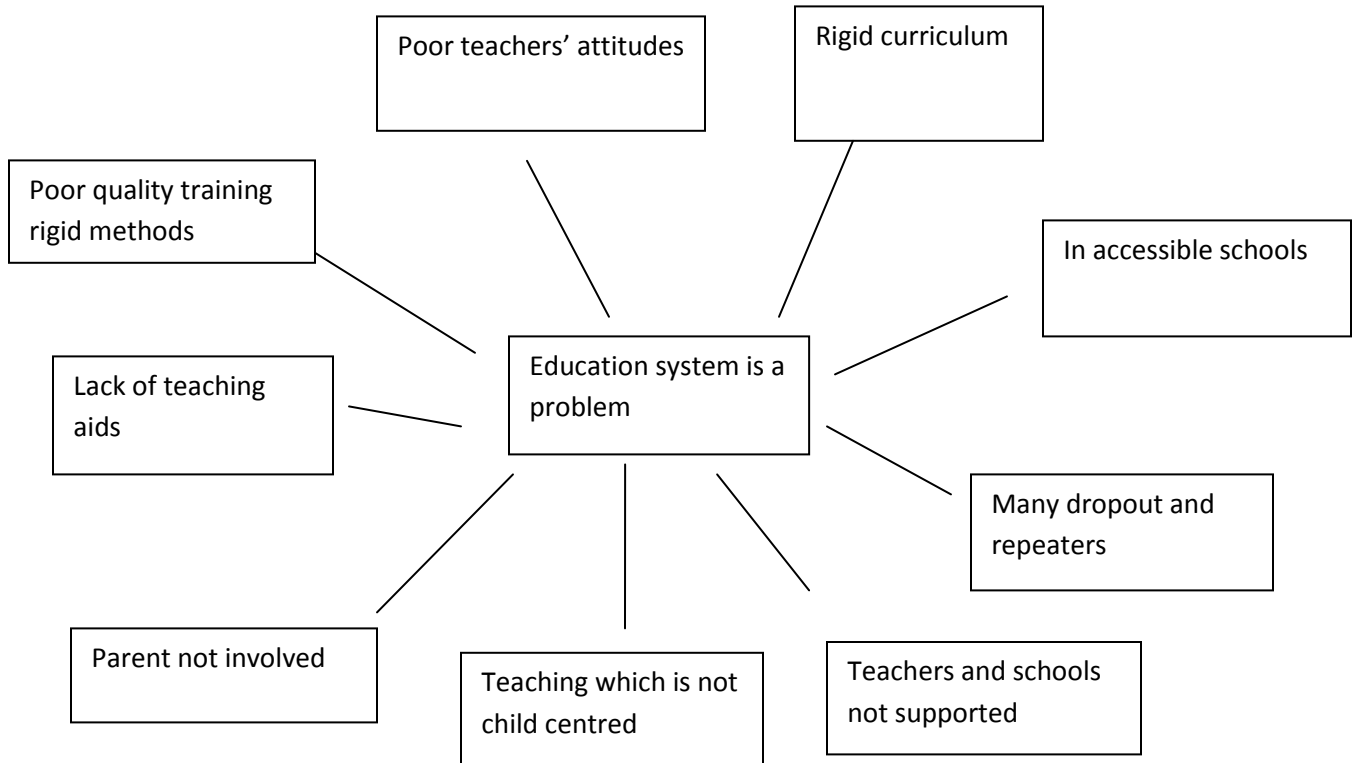 Poor teachers’ attitudes
Rigid curriculum
Poor quality training
rigid methods
In accessible schools
Education system is a
problem
Lack of teaching
aids
Many dropout and
repeaters
Parent not involved
Teaching which is not
child centred
Teachers and schools
not supported